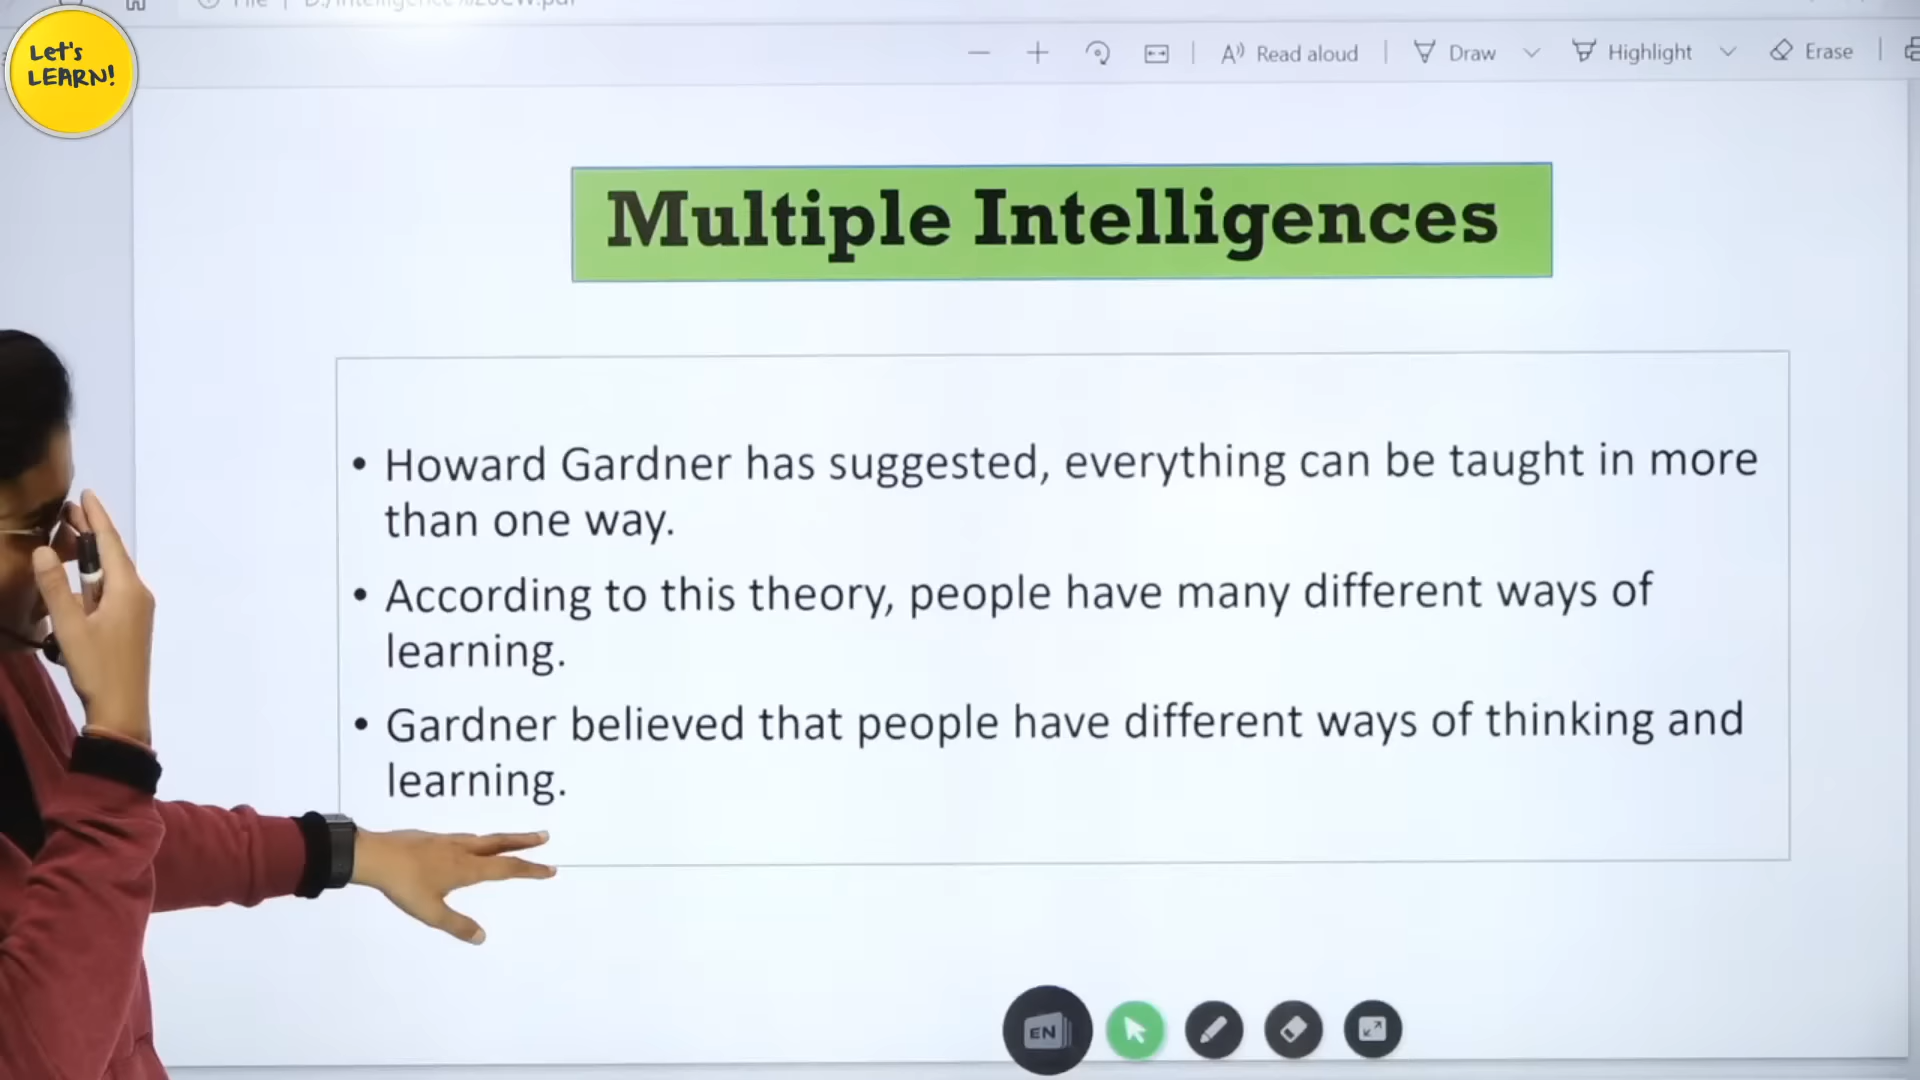 Let's
LEARN!
Read aloud
Draw
Highlight
Erase
Multiple Intelligences
• Howard Gardner has suggested, everything can be taught in more
than one way.
• According to this theory, people have many different ways of
learning.
• Gardner believed that people have different ways of thinking and
learning.
EN